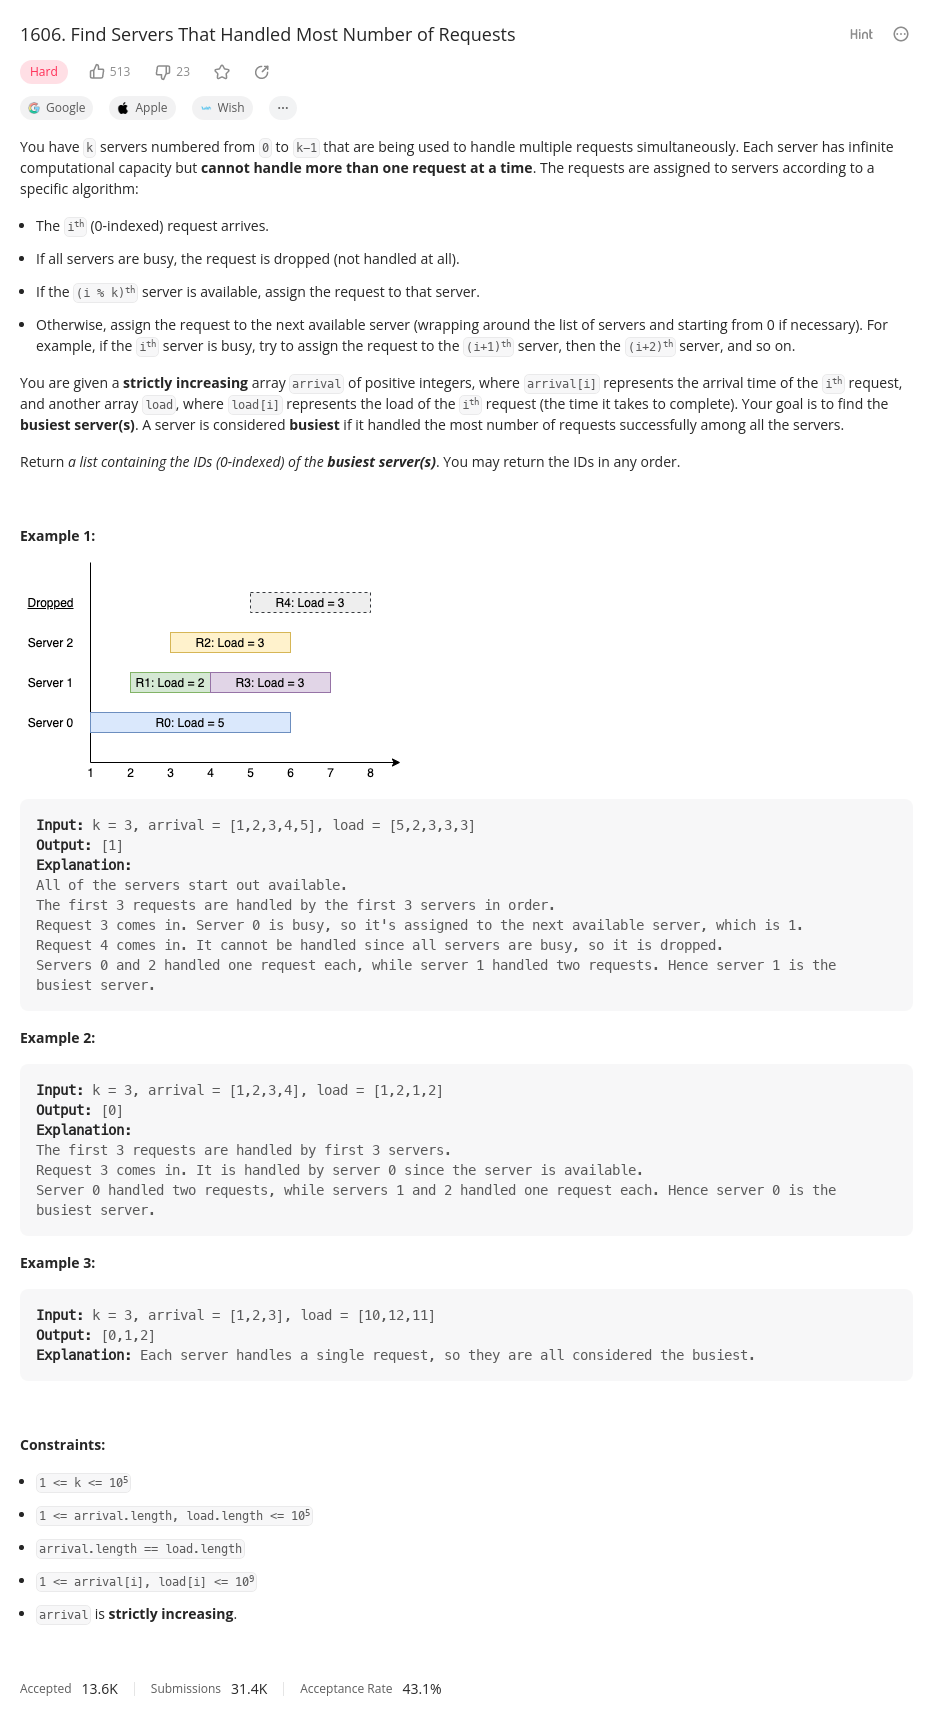 1606. Find Servers That Handled Most Number of Requests
Hint
Hard 513 23
Google Apple Wish ...
You have k servers numbered from 0 to k-1 that are being used to handle multiple requests simultaneously. Each server has infinite
computational capacity but cannot handle more than one request at a time. The requests are assigned to servers according to a
specific algorithm:
• The iᵗʰ (0-indexed) request arrives.
• If all servers are busy, the request is dropped (not handled at all).
• If the (i % k)ᵗʰ server is available, assign the request to that server.
• Otherwise, assign the request to the next available server (wrapping around the list of servers and starting from 0 if necessary). For
example, if the iᵗʰ server is busy, try to assign the request to the (i+1)ᵗʰ server, then the (i+2)ᵗʰ server, and so on.
You are given a strictly increasing array arrival of positive integers, where arrival[i] represents the arrival time of the iᵗʰ request,
and another array load, where load[i] represents the load of the iᵗʰ request (the time it takes to complete). Your goal is to find the
busiest server(s). A server is considered busiest if it handled the most number of requests successfully among all the servers.
Return a list containing the IDs (0-indexed) of the busiest server(s). You may return the IDs in any order.
Example 1:
Dropped R4: Load = 3
Server 2 R2: Load = 3
Server 1 R1: Load = 2 R3: Load = 3
Server 0 R0: Load = 5
1 2 3 4 5 6 7 8
Input: k = 3, arrival = [1,2,3,4,5], load = [5,2,3,3,3]
Output: [1]
Explanation:
All of the servers start out available.
The first 3 requests are handled by the first 3 servers in order.
Request 3 comes in. Server 0 is busy, so it's assigned to the next available server, which is 1.
Request 4 comes in. It cannot be handled since all servers are busy, so it is dropped.
Servers 0 and 2 handled one request each, while server 1 handled two requests. Hence server 1 is the
busiest server.
Example 2:
Input: k = 3, arrival = [1,2,3,4], load = [1,2,1,2]
Output: [0]
Explanation:
The first 3 requests are handled by first 3 servers.
Request 3 comes in. It is handled by server 0 since the server is available.
Server 0 handled two requests, while servers 1 and 2 handled one request each. Hence server 0 is the
busiest server.
Example 3:
Input: k = 3, arrival = [1,2,3], load = [10,12,11]
Output: [0,1,2]
Explanation: Each server handles a single request, so they are all considered the busiest.
Constraints:
• 1 <= k <= 10⁵
• 1 <= arrival.length, load.length <= 10⁵
• arrival.length == load.length
• 1 <= arrival[i], load[i] <= 10⁹
• arrival is strictly increasing.
Accepted 13.6K Submissions 31.4K Acceptance Rate 43.1%